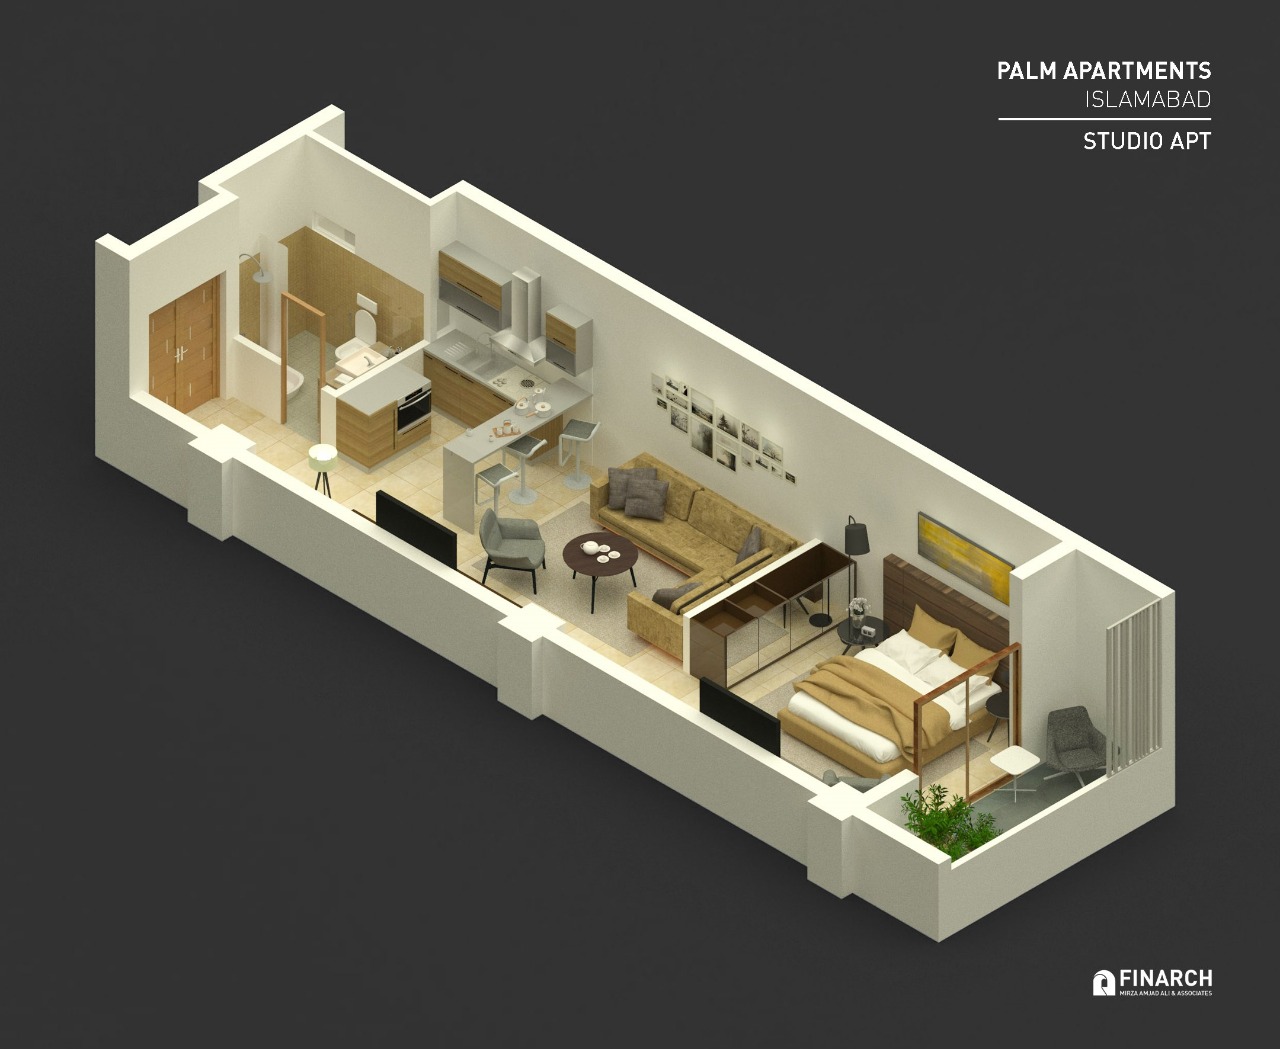 PALM APARTMENTS
ISLAMABAD
STUDIO APT
FINARCH
MIRZA AMJAD ALI & ASSOCIATES